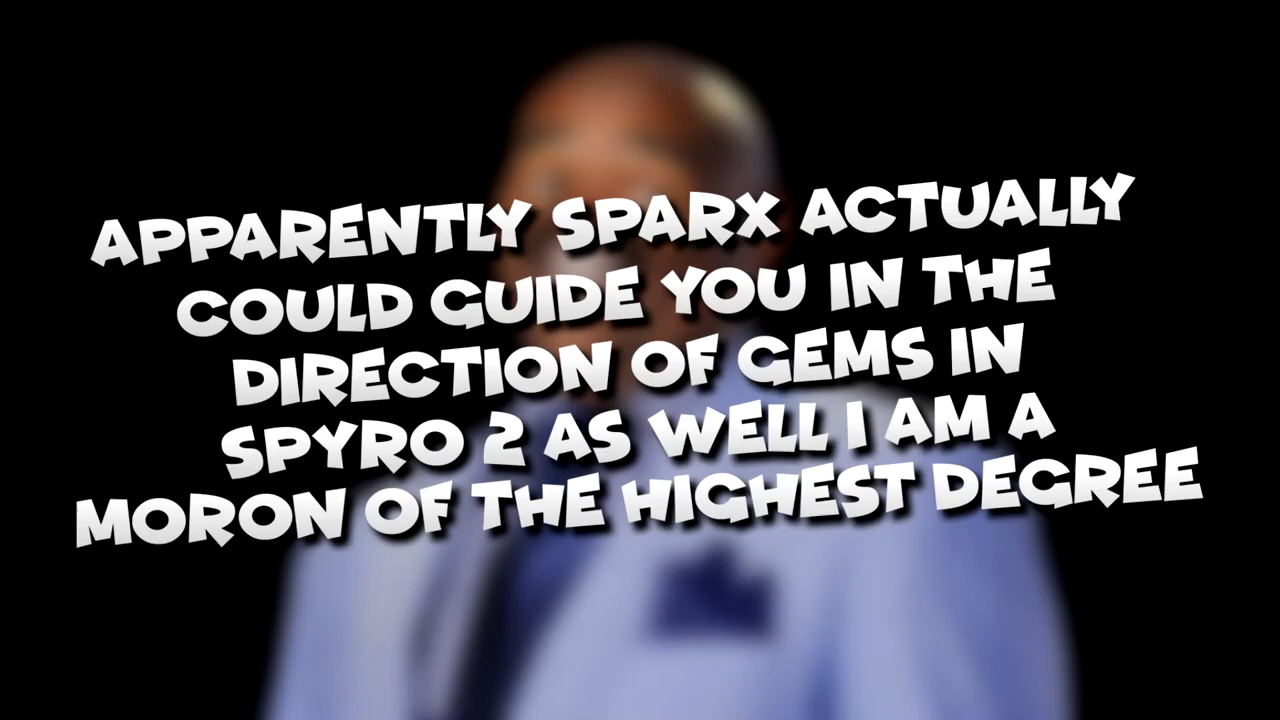 APPARENTLY SPARX ACTUALLY
COULD GUIDE YOU IN THE
DIRECTION OF GEMS IN
SPYRO 2 AS WELL I AM A
MORON OF THE HIGHEST DEGREE